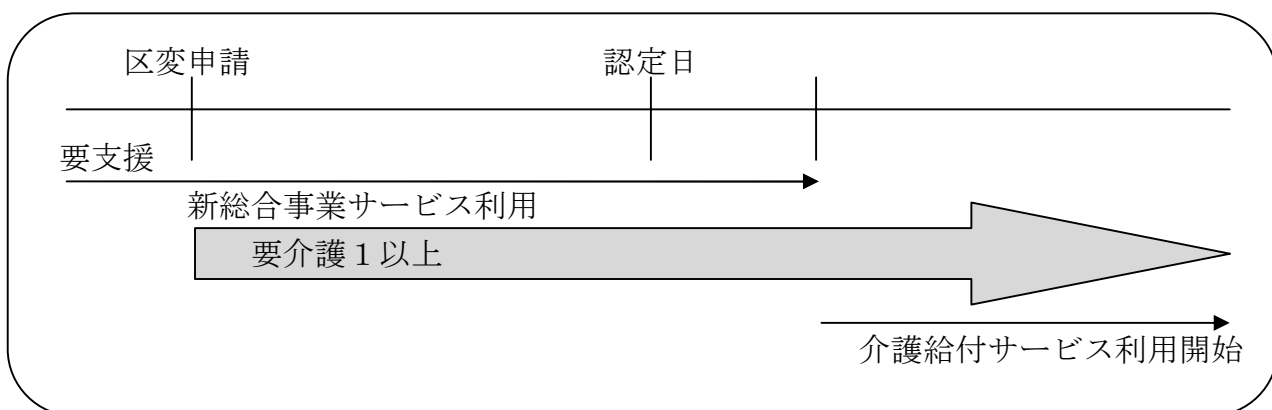 区変申請
認定日
要支援
新総合事業サービス利用
要介護１以上
介護給付サービス利用開始